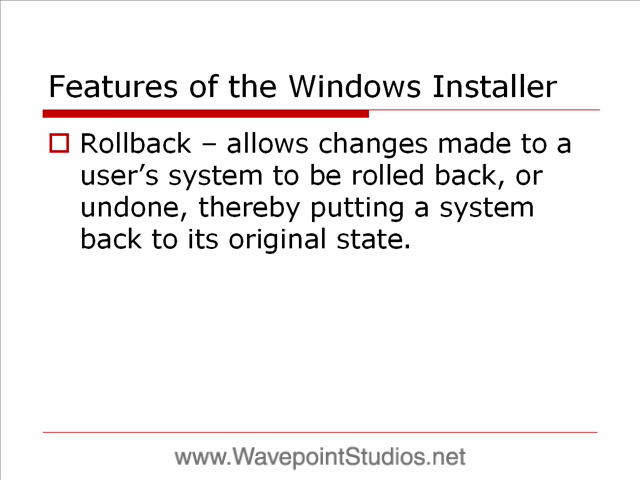 Features of the Windows Installer
Rollback – allows changes made to a
user’s system to be rolled back, or
undone, thereby putting a system
back to its original state.
www.WavepointStudios.net